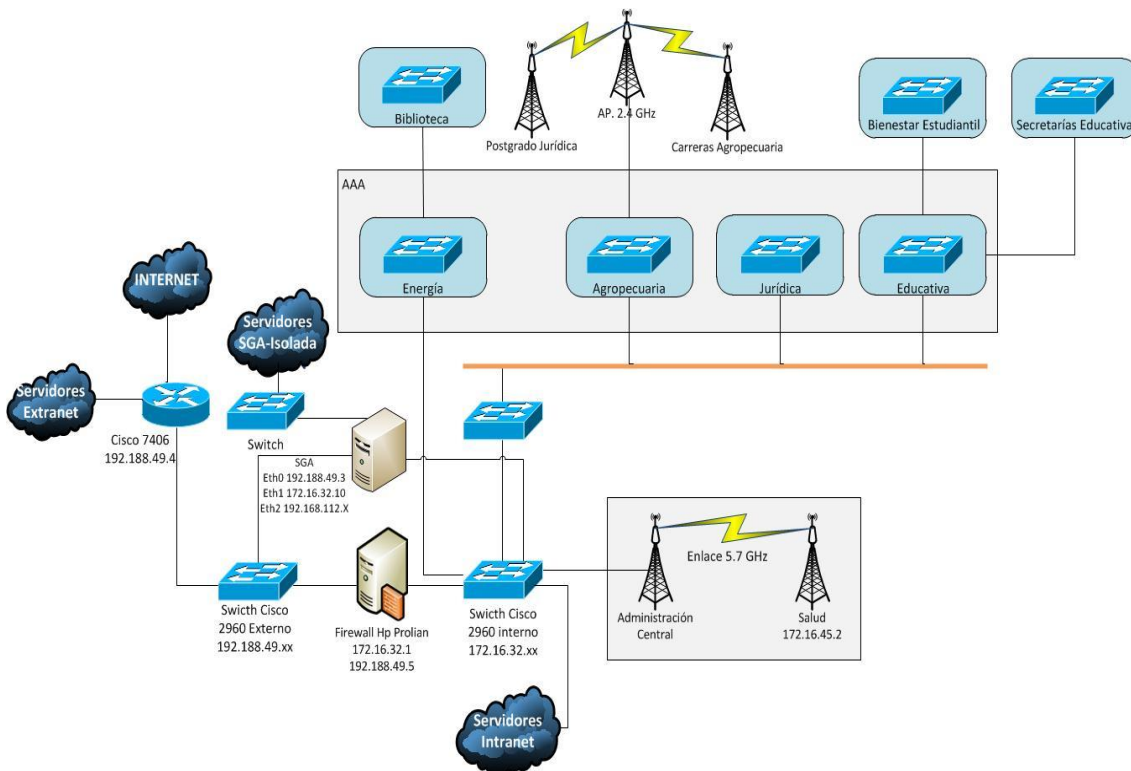 Biblioteca
AP. 2.4 GHz
Postgrado Jurídica
Carreras Agropecuaria
Bienestar Estudiantil
Secretarías Educativa
AAA
Energía
Agropecuaria
Jurídica
Educativa
INTERNET
Servidores
SGA-Isolada
Servidores
Extranet
Cisco 7406
192.188.49.4
Switch
SGA
Eth0 192.188.49.3
Eth1 172.16.32.10
Eth2 192.168.112.X
Swicth Cisco
2960 Externo
192.188.49.xx
Firewall Hp Prolian
172.16.32.1
192.188.49.5
Swicth Cisco
2960 interno
172.16.32.xx
Enlace 5.7 GHz
Administración
Central
Salud
172.16.45.2
Servidores
Intranet